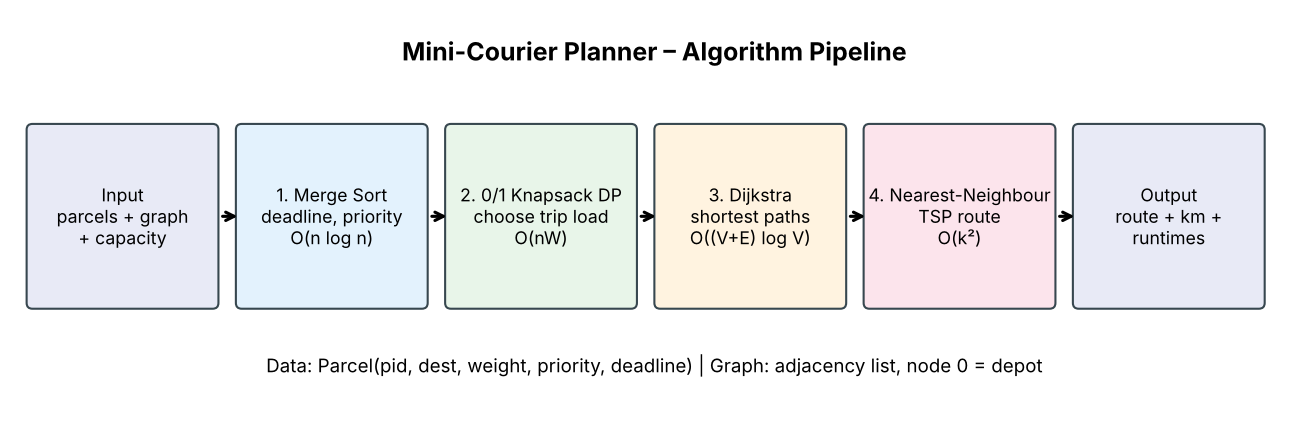 Mini-Courier Planner – Algorithm Pipeline
Input
parcels + graph
+ capacity
1. Merge Sort
deadline, priority
O(n log n)
2. 0/1 Knapsack DP
choose trip load
O(nW)
3. Dijkstra
shortest paths
O((V+E) log V)
4. Nearest-Neighbour
TSP route
O(k²)
Output
route + km +
runtimes
Data: Parcel(pid, dest, weight, priority, deadline) | Graph: adjacency list, node 0 = depot